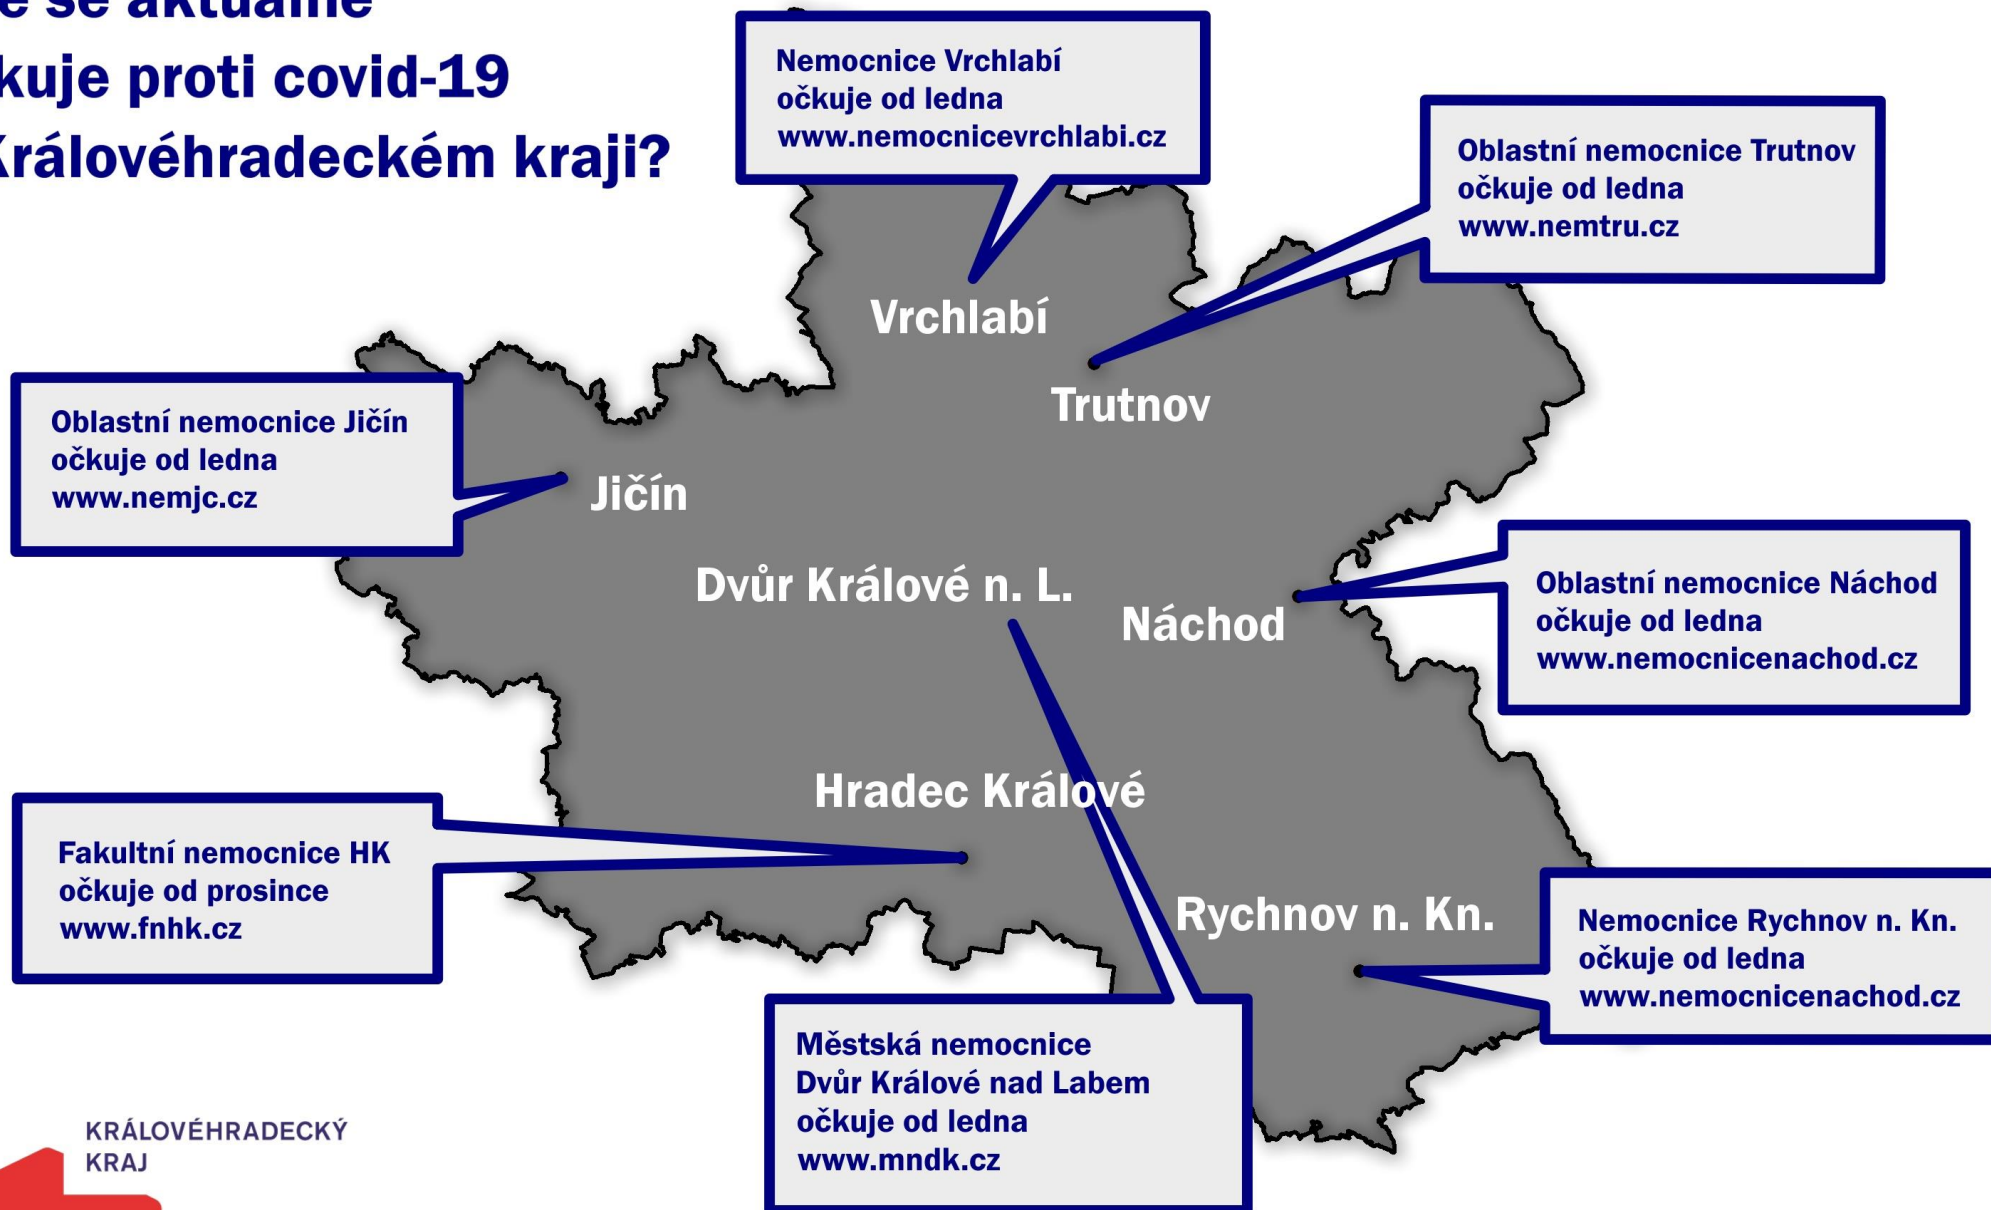 se aktuálně
kuje proti covid-19
Královéhradeckém kraji?
Nemocnice Vrchlabí
očkuje od ledna
www.nemocnicevrchlabi.cz
Oblastní nemocnice Trutnov
očkuje od ledna
www.nemtru.cz
Vrchlabí
Trutnov
Oblastní nemocnice Jičín
očkuje od ledna
www.nemjc.cz
Jičín
Dvůr Králové n. L.
Náchod
Oblastní nemocnice Náchod
očkuje od ledna
www.nemocnicenachod.cz
Hradec Králové
Fakultní nemocnice HK
očkuje od prosince
www.fnhk.cz
Rychnov n. Kn.
Nemocnice Rychnov n. Kn.
očkuje od ledna
www.nemocnicenachod.cz
Městská nemocnice
Dvůr Králové nad Labem
očkuje od ledna
www.mndk.cz
KRÁLOVÉHRADECKÝ
KRAJ